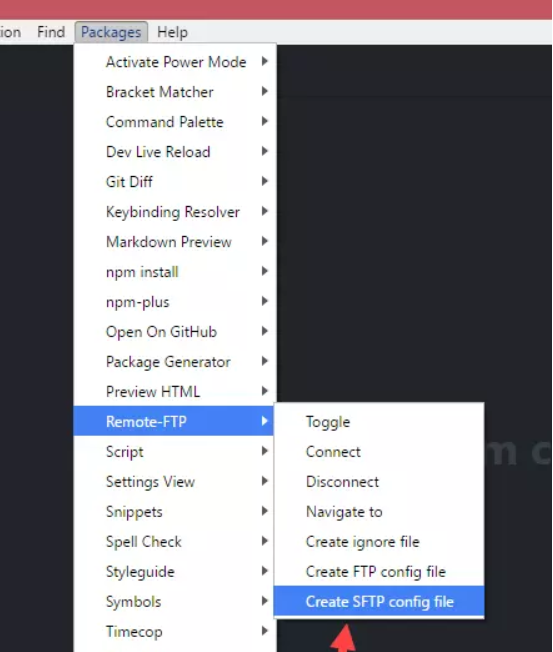 ion Find Packages Help
Activate Power Mode
Bracket Matcher
Command Palette
Dev Live Reload
Git Diff
Keybinding Resolver
Markdown Preview
npm install
npm-plus
Open On GitHub
Package Generator
Preview HTML
Remote-FTP
Script
Settings View
Snippets
Spell Check
Styleguide
Symbols
Timecop
Toggle
Connect
Disconnect
Navigate to
Create ignore file
Create FTP config file
Create SFTP config file
m c